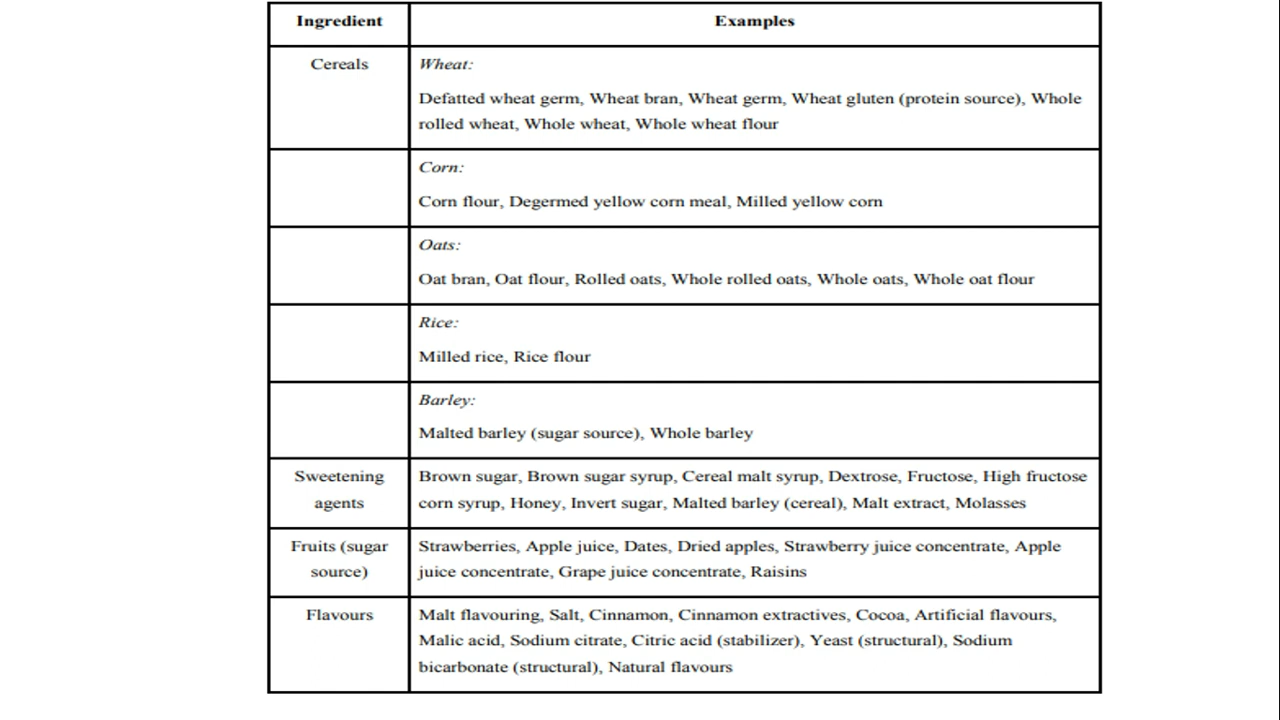 Ingredient
Examples
Cereals
Wheat:
Defatted wheat germ, Wheat bran, Wheat germ, Wheat gluten (protein source), Whole
rolled wheat, Whole wheat, Whole wheat flour
Corn:
Corn flour, Degermed yellow corn meal, Milled yellow corn
Oats:
Oat bran, Oat flour, Rolled oats, Whole rolled oats, Whole oats, Whole oat flour
Rice:
Milled rice, Rice flour
Barley:
Malted barley (sugar source), Whole barley
Sweetening
agents
Brown sugar, Brown sugar syrup, Cereal malt syrup, Dextrose, Fructose, High fructose
corn syrup, Honey, Invert sugar, Malted barley (cereal), Malt extract, Molasses
Fruits (sugar
source)
Strawberries, Apple juice, Dates, Dried apples, Strawberry juice concentrate, Apple
juice concentrate, Grape juice concentrate, Raisins
Flavours
Malt flavouring, Salt, Cinnamon, Cinnamon extractives, Cocoa, Artificial flavours,
Malic acid, Sodium citrate, Citric acid (stabilizer), Yeast (structural), Sodium
bicarbonate (structural), Natural flavours